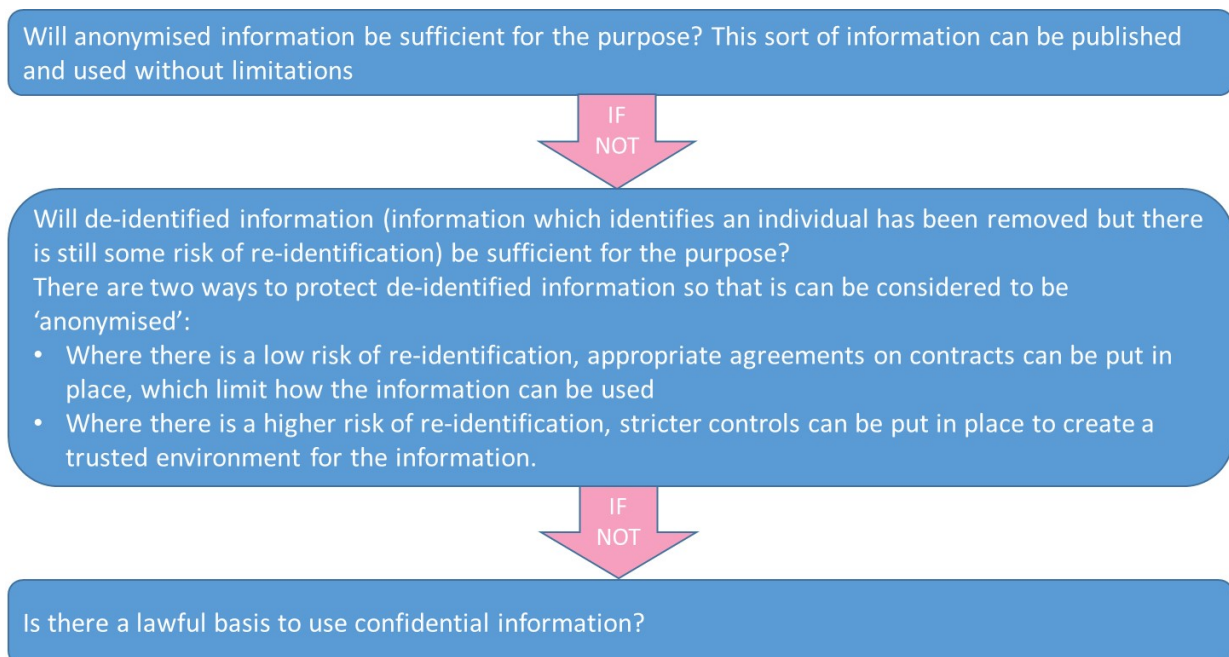 Will anonymised information be sufficient for the purpose? This sort of information can be published
and used without limitations
IF
NOT
Will de-identified information (information which identifies an individual has been removed but there
is still some risk of re-identification) be sufficient for the purpose?
There are two ways to protect de-identified information so that is can be considered to be
‘anonymised’:
• Where there is a low risk of re-identification, appropriate agreements on contracts can be put in
place, which limit how the information can be used
• Where there is a higher risk of re-identification, stricter controls can be put in place to create a
trusted environment for the information.
IF
NOT
Is there a lawful basis to use confidential information?